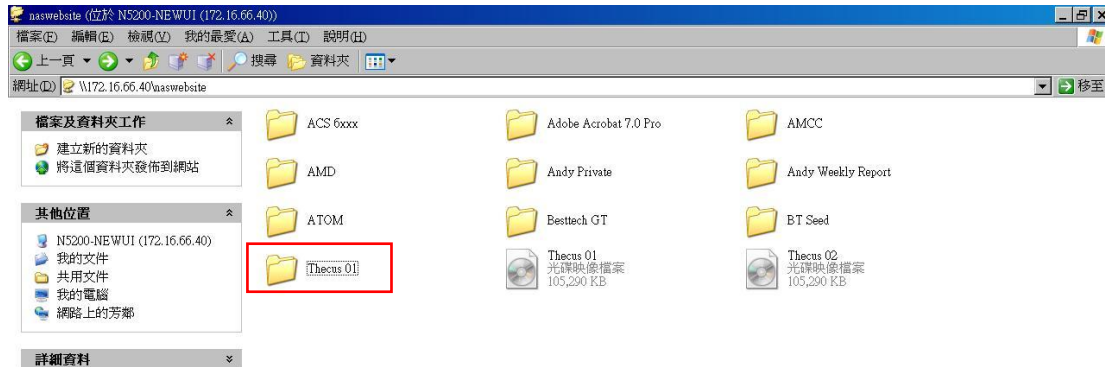 naswebsite (位於 N5200-NEWUI (172.16.66.40))
檔案(F) 編輯(E) 檢視(V) 我的最愛(A) 工具(T) 說明(H)
上一頁 搜尋 資料夾
網址(D) \\172.16.66.40\naswebsite 移至
檔案及資料夾工作
建立新的資料夾
將這個資料夾發佈到網站
其他位置
N5200-NEWUI (172.16.66.40)
我的文件
共用文件
我的電腦
網路上的芳鄰
詳細資料
ACS 6xxx
Adobe Acrobat 7.0 Pro
AMCC
AMD
Andy Private
Andy Weekly Report
ATOM
Besttech GT
BT Seed
Thecus 01
Thecus 01
光碟映像檔案
105,290 KB
Thecus 02
光碟映像檔案
105,290 KB